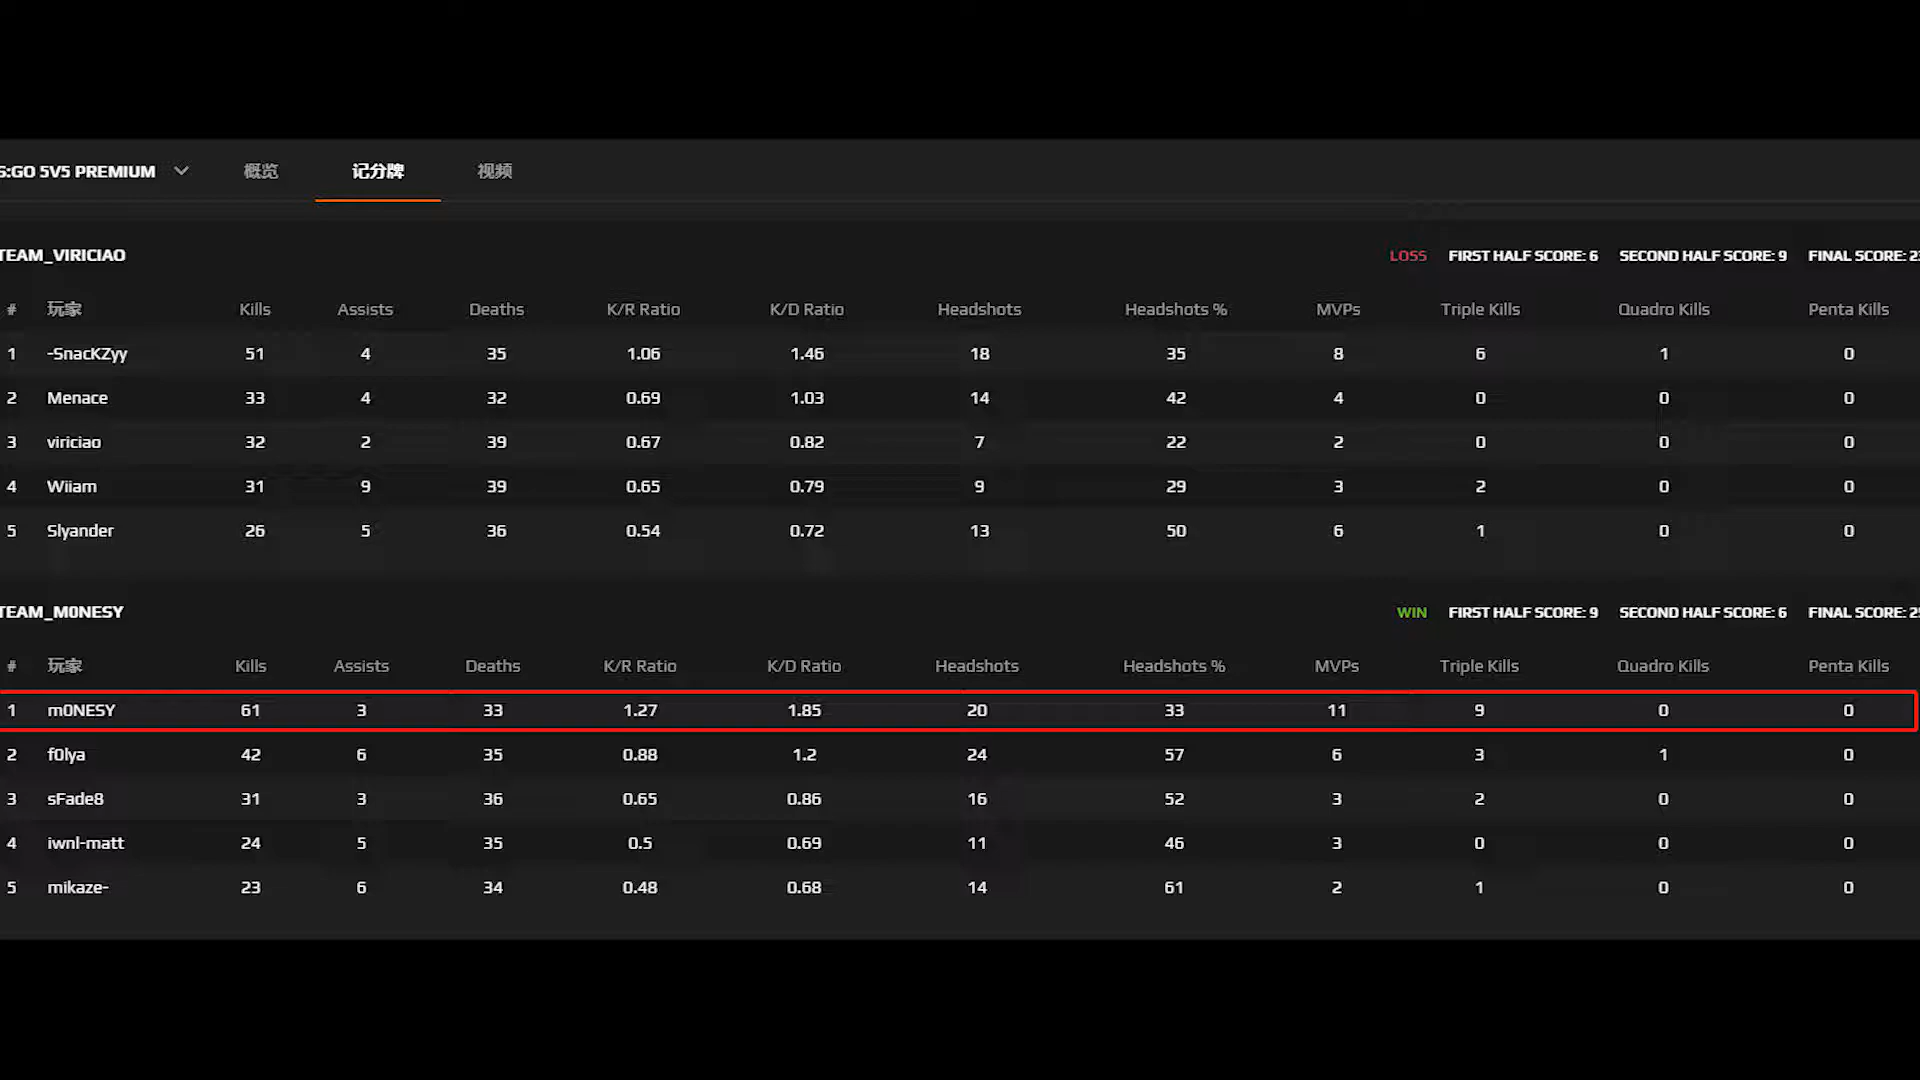 S:GO 5V5 PREMIUM 概览 记分牌 视频
TEAM_VIRICIAO LOSS FIRST HALF SCORE: 6 SECOND HALF SCORE: 9 FINAL SCORE: 23
# 玩家 Kills Assists Deaths K/R Ratio K/D Ratio Headshots Headshots % MVPs Triple Kills Quadro Kills Penta Kills
1 -SnacKZyy 51 4 35 1.06 1.46 18 35 8 6 1 0
2 Menace 33 4 32 0.69 1.03 14 42 4 0 0 0
3 viriciao 32 2 39 0.67 0.82 7 22 2 0 0 0
4 Wiiam 31 9 39 0.65 0.79 9 29 3 2 0 0
5 Slyander 26 5 36 0.54 0.72 13 50 6 1 0 0
TEAM_M0NESY WIN FIRST HALF SCORE: 9 SECOND HALF SCORE: 6 FINAL SCORE: 25
# 玩家 Kills Assists Deaths K/R Ratio K/D Ratio Headshots Headshots % MVPs Triple Kills Quadro Kills Penta Kills
1 m0NESY 61 3 33 1.27 1.85 20 33 11 9 0 0
2 f0lya 42 6 35 0.88 1.2 24 57 6 3 1 0
3 sFade8 31 3 36 0.65 0.86 16 52 3 2 0 0
4 iwnl-matt 24 5 35 0.5 0.69 11 46 3 0 0 0
5 mikaze- 23 6 34 0.48 0.68 14 61 2 1 0 0